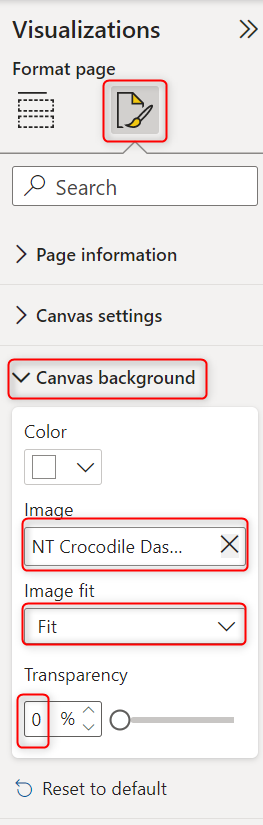 Visualizations
Format page
Search
Page information
Canvas settings
Canvas background
Color
Image
NT Crocodile Das...
Image fit
Fit
Transparency
0 %
Reset to default